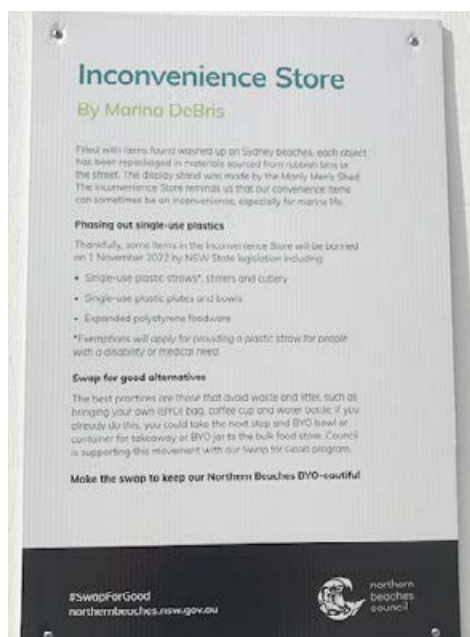 Inconvenience Store
By Marina DeBris
Filled with items found washed up on Sydney beaches, each object
has been repackaged in materials sourced from rubbish bins or
the street. The display stand was made by the Manly Men's Shed.
The Inconvenience Store reminds us that our convenience items
can sometimes be an inconvenience, especially for marine life.
Phasing out single-use plastics
Thankfully, some items in the Inconvenience Store will be banned
on 1 November 2022 by NSW State legislation including:
• Single-use plastic straws*, stirrers and cutlery
• Single-use plastic plates and bowls
• Expanded polystyrene foodware
*Exemptions will apply for providing a plastic straw for people
with a disability or medical need.
Swap for good alternatives
The best practices are those that avoid waste and litter, such as
bringing your own (BYO) bag, coffee cup and water bottle. If you
already do this, you could take the next step and BYO bowl or
container for takeaway or BYO jar to the bulk food store. Council
is supporting this movement with our Swap for Good program.
Make the swap to keep our Northern Beaches BYO-eautiful
#SwapForGood
northernbeaches.nsw.gov.au
northern
beaches
council